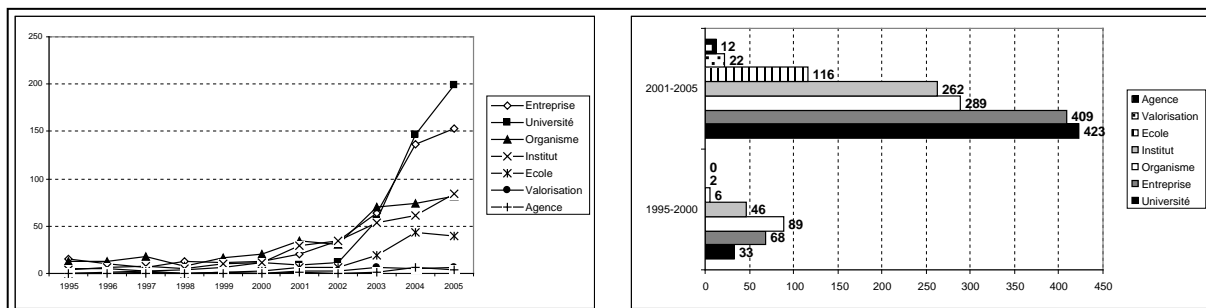 250
200
150
100
50
0
1995 1996 1997 1998 1999 2000 2001 2002 2003 2004 2005
Entreprise
Université
Organisme
Institut
Ecole
Valorisation
Agence
2001-2005
12
22
116
262
289
409
423
1995-2000
0
2
6
46
89
68
33
0 50 100 150 200 250 300 350 400 450
Agence
Valorisation
Ecole
Institut
Organisme
Entreprise
Université